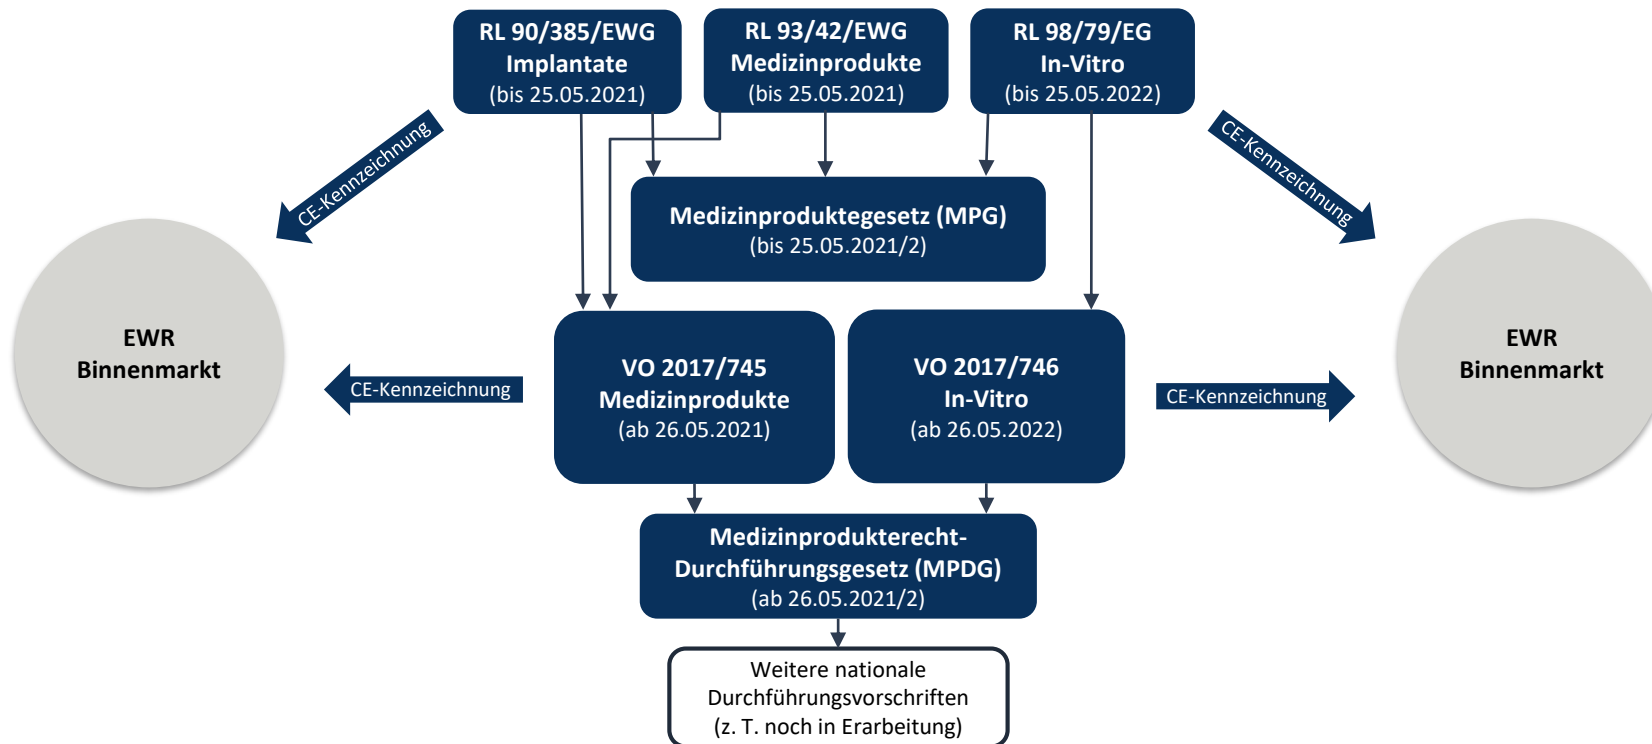 RL 90/385/EWG
Implantate
(bis 25.05.2021)
RL 93/42/EWG
Medizinprodukte
(bis 25.05.2021)
RL 98/79/EG
In-Vitro
(bis 25.05.2022)
CE-Kennzeichnung
CE-Kennzeichnung
Medizinproduktegesetz (MPG)
(bis 25.05.2021/2)
EWR
Binnenmarkt
CE-Kennzeichnung
VO 2017/745
Medizinprodukte
(ab 26.05.2021)
VO 2017/746
In-Vitro
(ab 26.05.2022)
CE-Kennzeichnung
EWR
Binnenmarkt
Medizinprodukterecht-
Durchführungsgesetz (MPDG)
(ab 26.05.2021/2)
Weitere nationale
Durchführungsvorschriften
(z. T. noch in Erarbeitung)